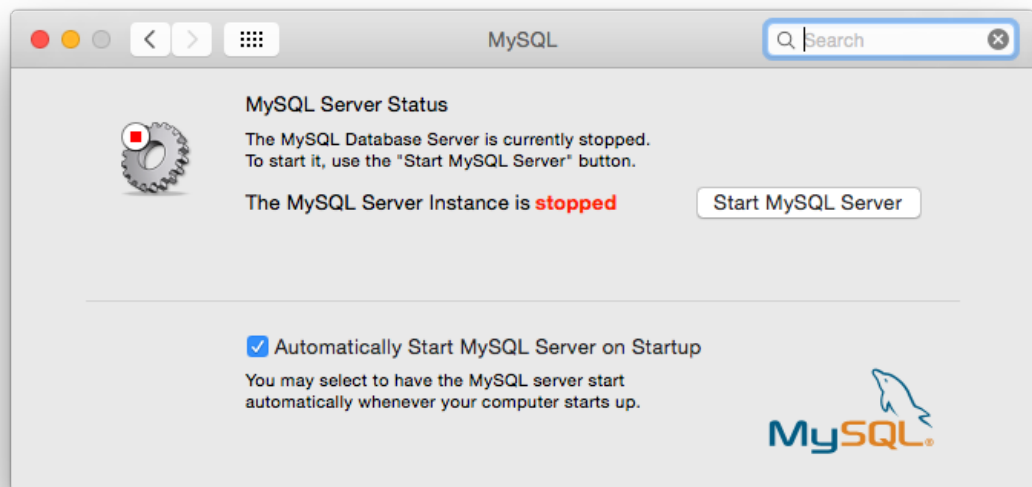 MySQL
Search
MySQL Server Status
The MySQL Database Server is currently stopped.
To start it, use the "Start MySQL Server" button.
The MySQL Server Instance is stopped
Start MySQL Server
Automatically Start MySQL Server on Startup
You may select to have the MySQL server start
automatically whenever your computer starts up.
MySQL®